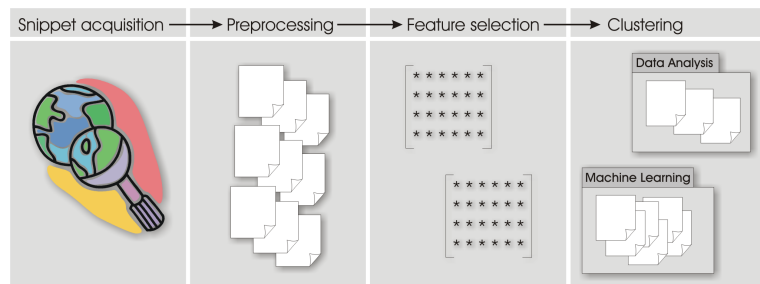 Snippet acquisition
Preprocessing
Feature selection
Clustering
* * * * * *
* * * * * *
* * * * * *
* * * * * *
* * * * * *
* * * * * *
* * * * * *
* * * * * *
Data Analysis
Machine Learning